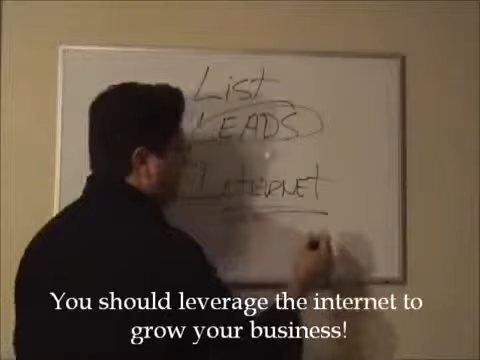 List
LEADS
INTERNET
You should leverage the internet to
grow your business!